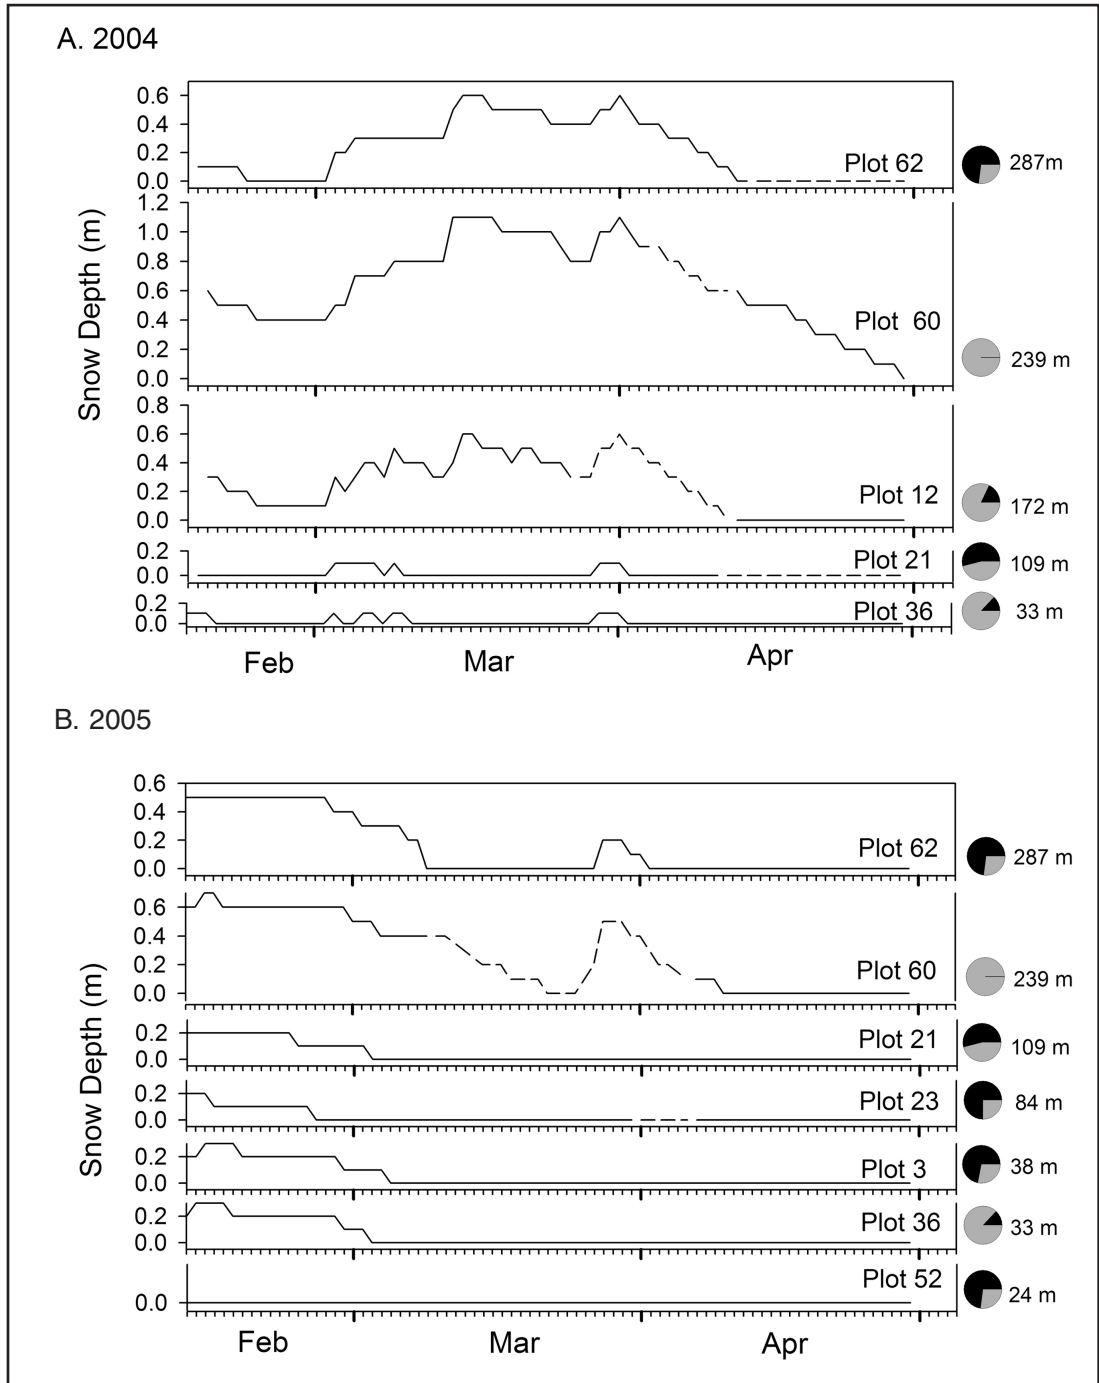 A. 2004
Snow Depth (m)
0.6
0.4
0.2
0.0
Plot 62
287m
1.2
1.0
0.8
0.6
0.4
0.2
0.0
Plot 60
239 m
0.8
0.6
0.4
0.2
0.0
Plot 12
172 m
0.2
0.0
Plot 21
109 m
0.2
0.0
Plot 36
33 m
Feb Mar Apr
B. 2005
Snow Depth (m)
0.6
0.4
0.2
0.0
Plot 62
287 m
0.6
0.4
0.2
0.0
Plot 60
239 m
0.2
0.0
Plot 21
109 m
0.2
0.0
Plot 23
84 m
0.2
0.0
Plot 3
38 m
0.2
0.0
Plot 36
33 m
0.0
Plot 52
24 m
Feb Mar Apr